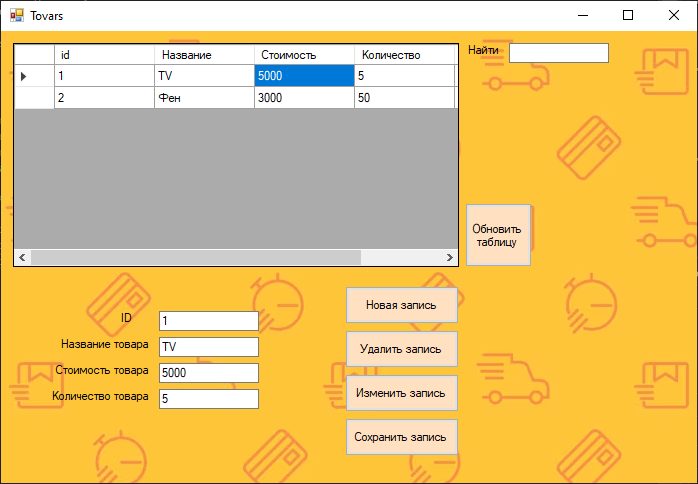 Tovars
id Название Стоимость Количество
1 TV 5000 5
2 Фен 3000 50
Найти
Обновить
таблицу
ID 1
Название товара TV
Стоимость товара 5000
Количество товара 5
Новая запись
Удалить запись
Изменить запись
Сохранить запись